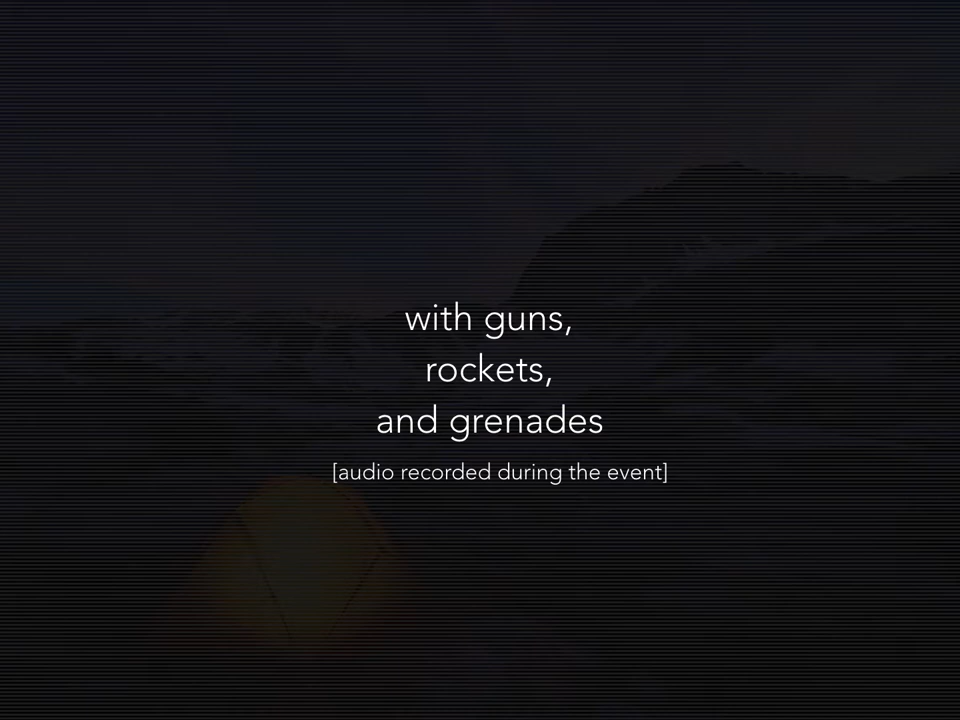 with guns,
rockets,
and grenades
[audio recorded during the event]